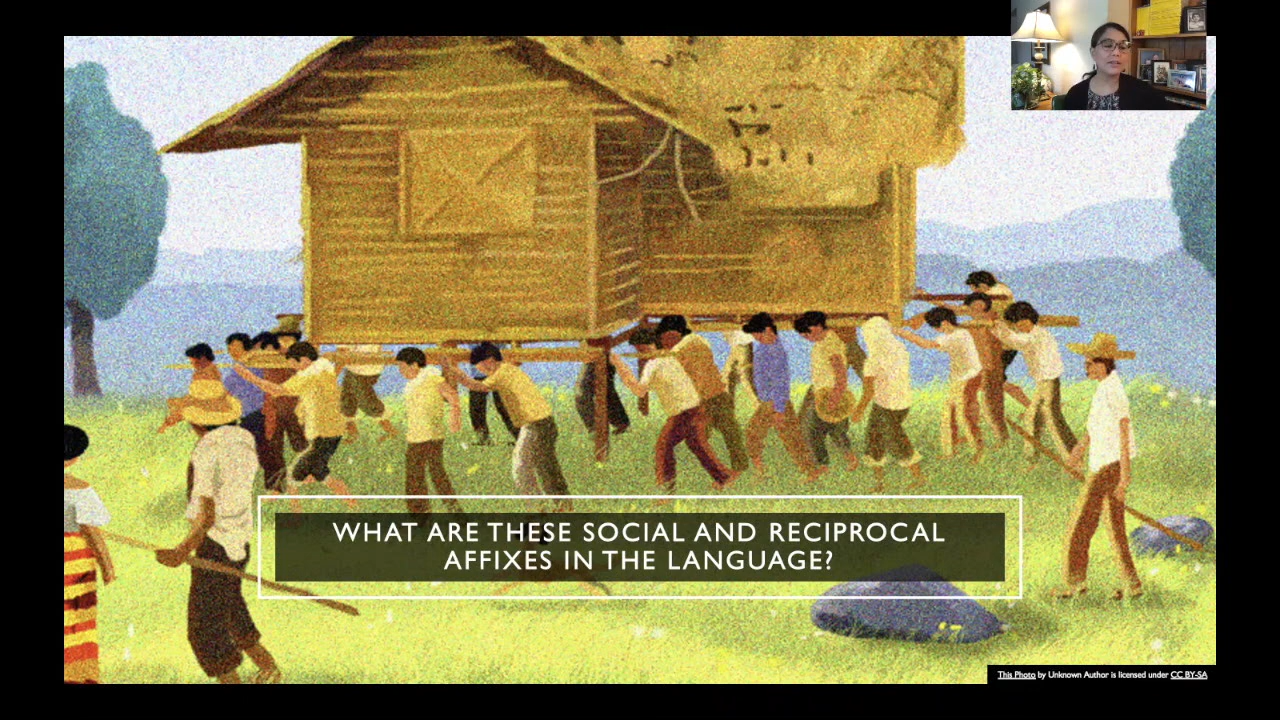 WHAT ARE THESE SOCIAL AND RECIPROCAL
AFFIXES IN THE LANGUAGE?
This Photo by Unknown Author is licensed under CC BY-SA